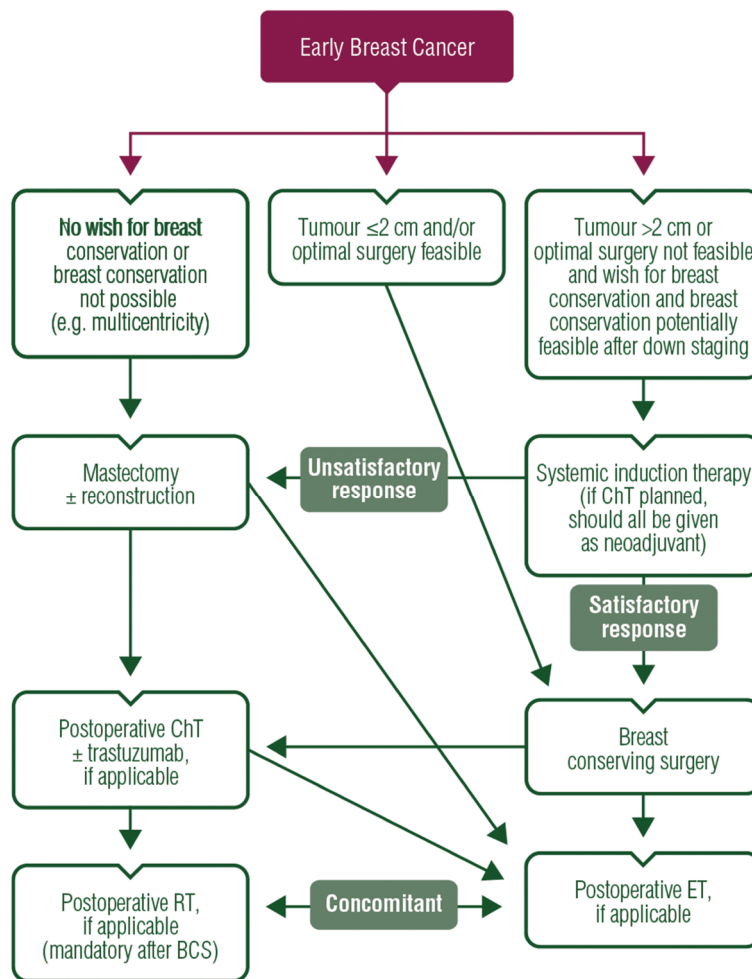 Early Breast Cancer
No wish for breast
conservation or
breast conservation
not possible
(e.g. multicentricity)
Tumour ≤2 cm and/or
optimal surgery feasible
Tumour >2 cm or
optimal surgery not feasible
and wish for breast
conservation and breast
conservation potentially
feasible after down staging
Mastectomy
± reconstruction
Unsatisfactory
response
Systemic induction therapy
(if ChT planned,
should all be given
as neoadjuvant)
Satisfactory
response
Postoperative ChT
± trastuzumab,
if applicable
Breast
conserving surgery
Postoperative RT,
if applicable
(mandatory after BCS)
Concomitant
Postoperative ET,
if applicable